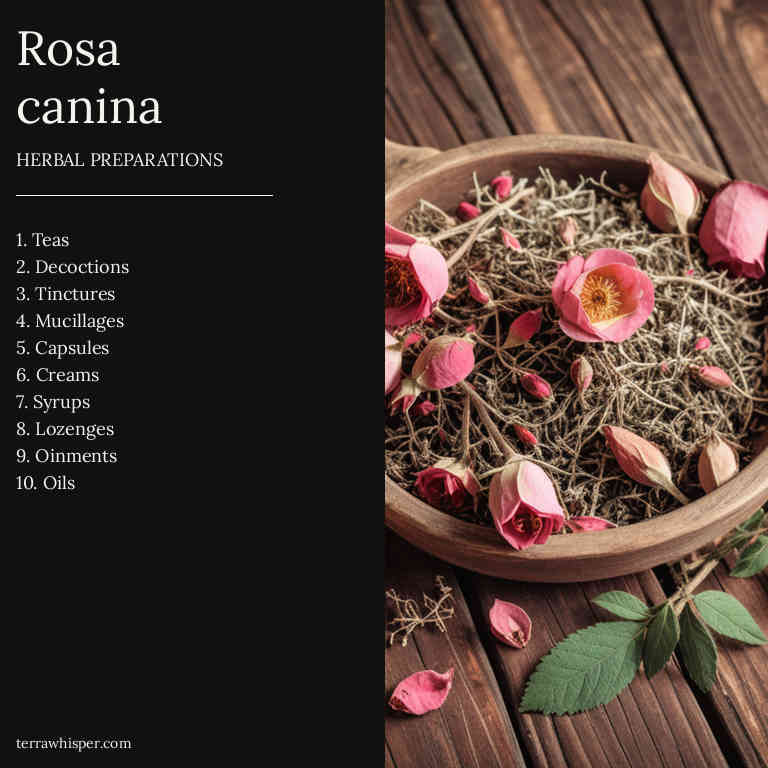 Rosa
canina
HERBAL PREPARATIONS
1. Teas
2. Decoctions
3. Tinctures
4. Mucillages
5. Capsules
6. Creams
7. Syrups
8. Lozenges
9. Oinments
10. Oils
terrawhisper.com